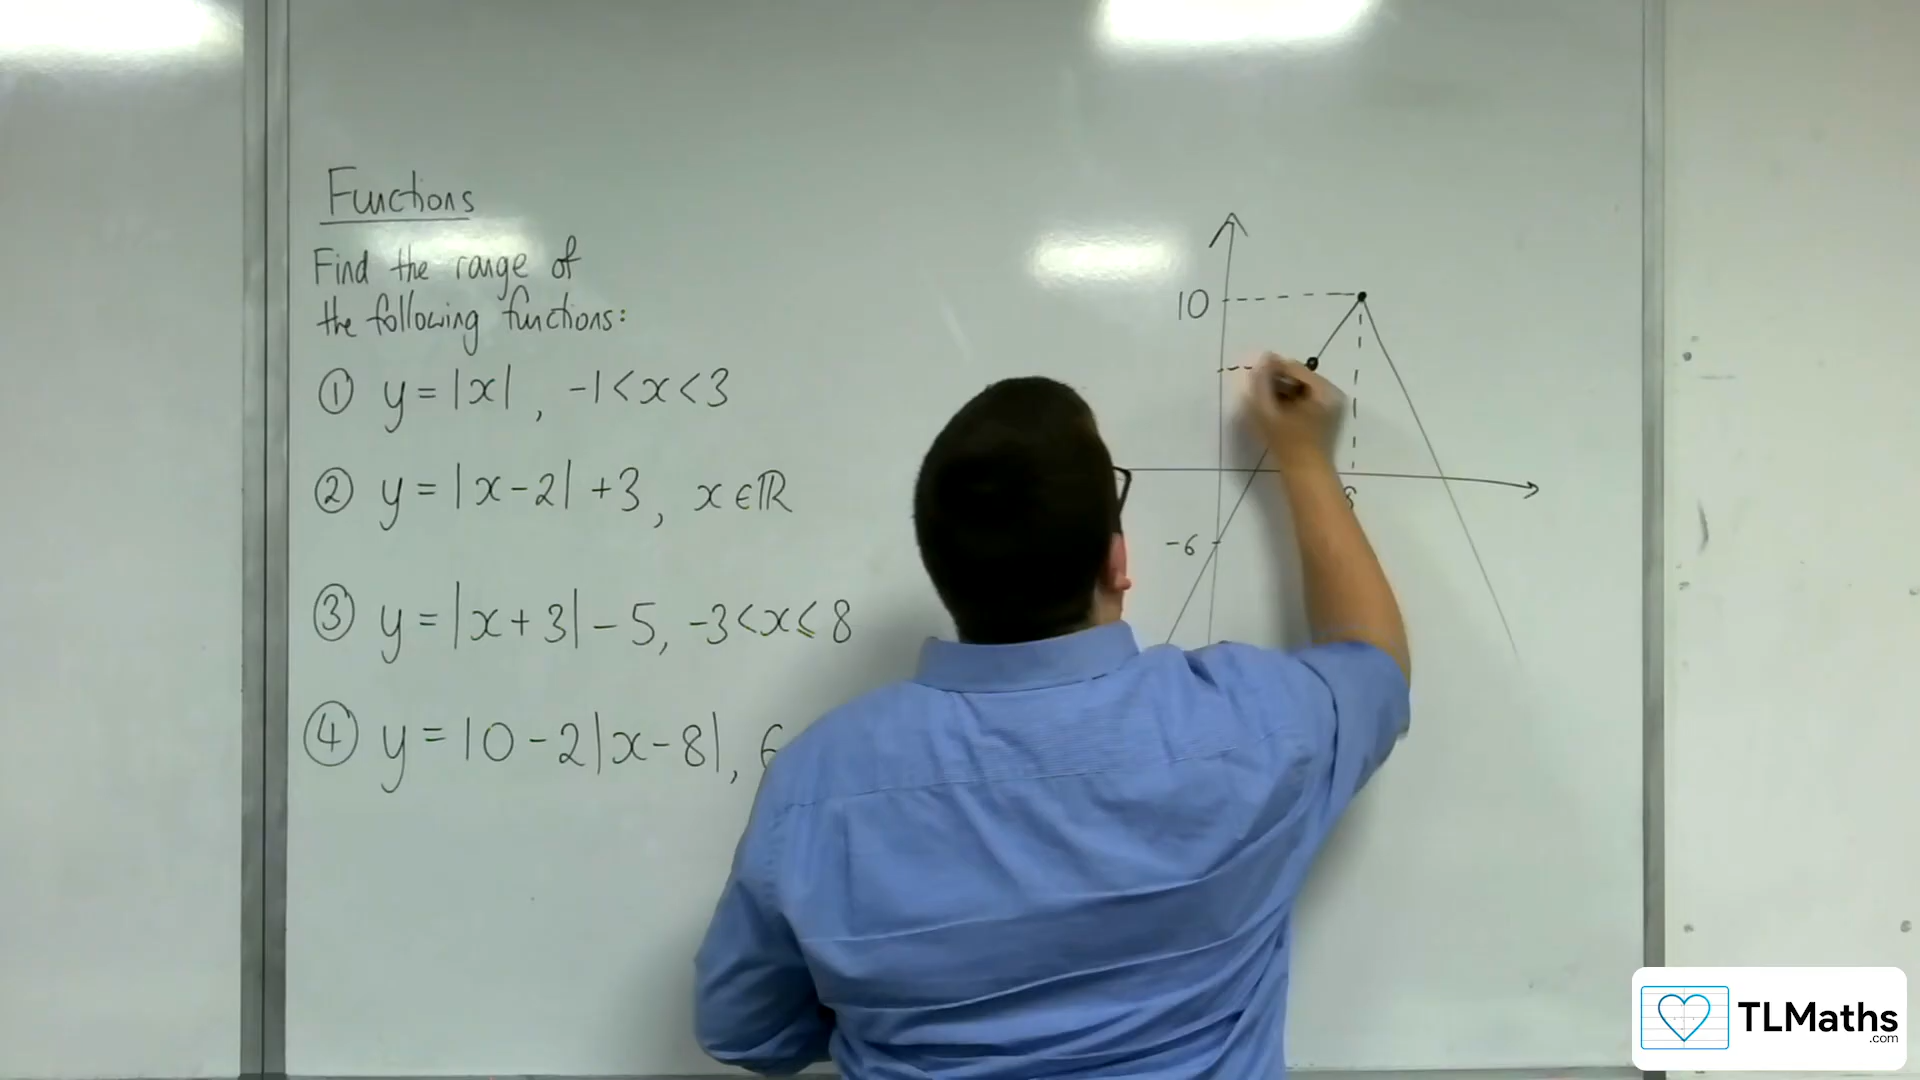 Functions
Find the range of
the following functions:
① y = |x| , -1 < x < 3
② y = |x-2| + 3 , x ∈ ℝ
③ y = |x+3| - 5, -3 < x ≤ 8
④ y = 10 - 2|x-8| , 6
10
8
-6
TLMaths
.com